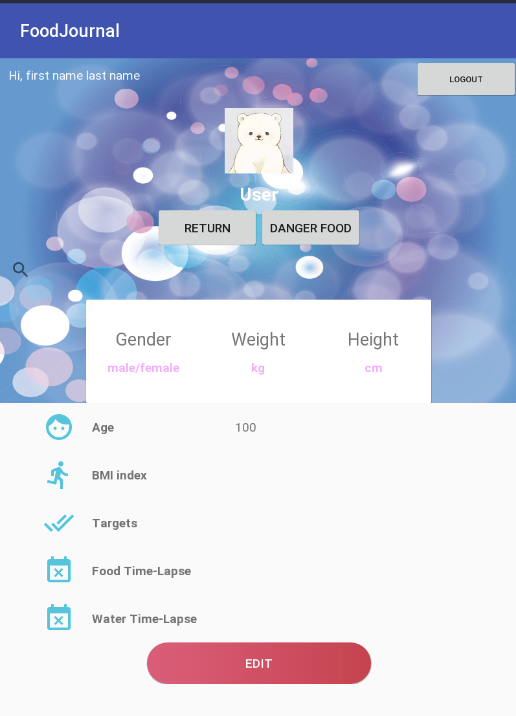 FoodJournal
Hi, first name last name
LOGOUT
User
RETURN DANGER FOOD
Gender Weight Height
male/female kg cm
Age 100
BMI index
Targets
Food Time-Lapse
Water Time-Lapse
EDIT